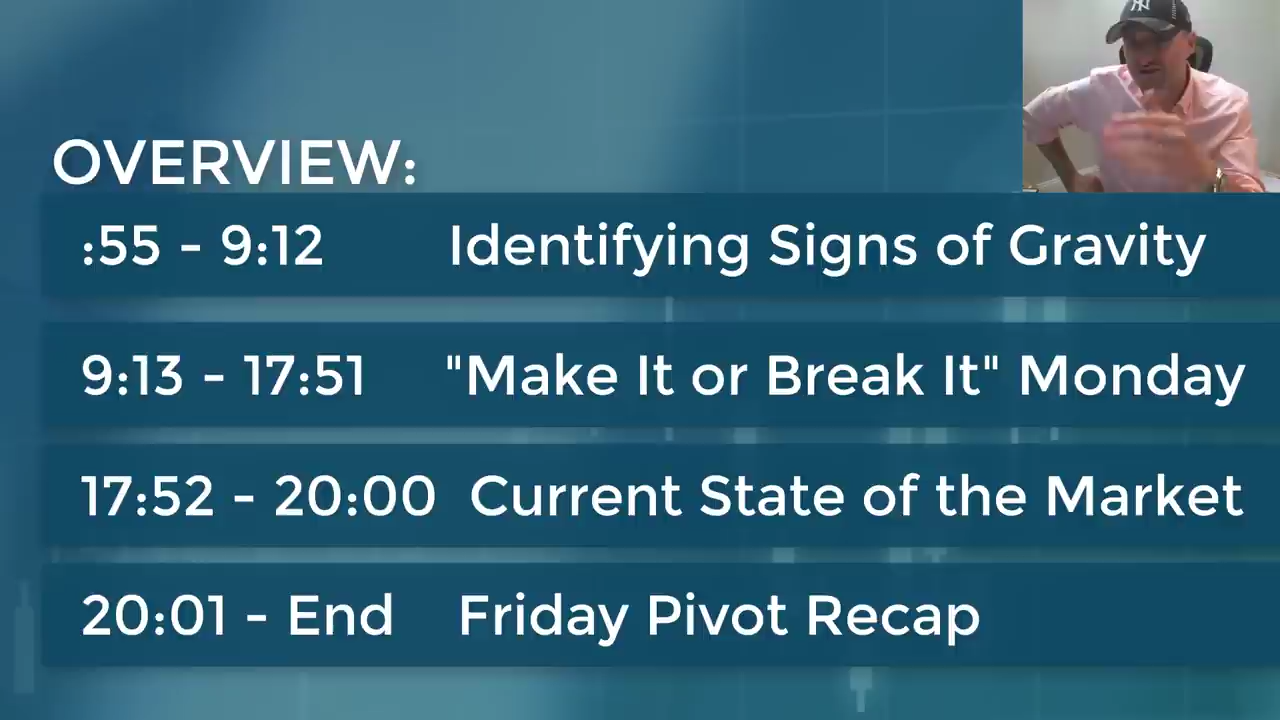 NY
OVERVIEW:
:55 - 9:12 Identifying Signs of Gravity
9:13 - 17:51 "Make It or Break It" Monday
17:52 - 20:00 Current State of the Market
20:01 - End Friday Pivot Recap